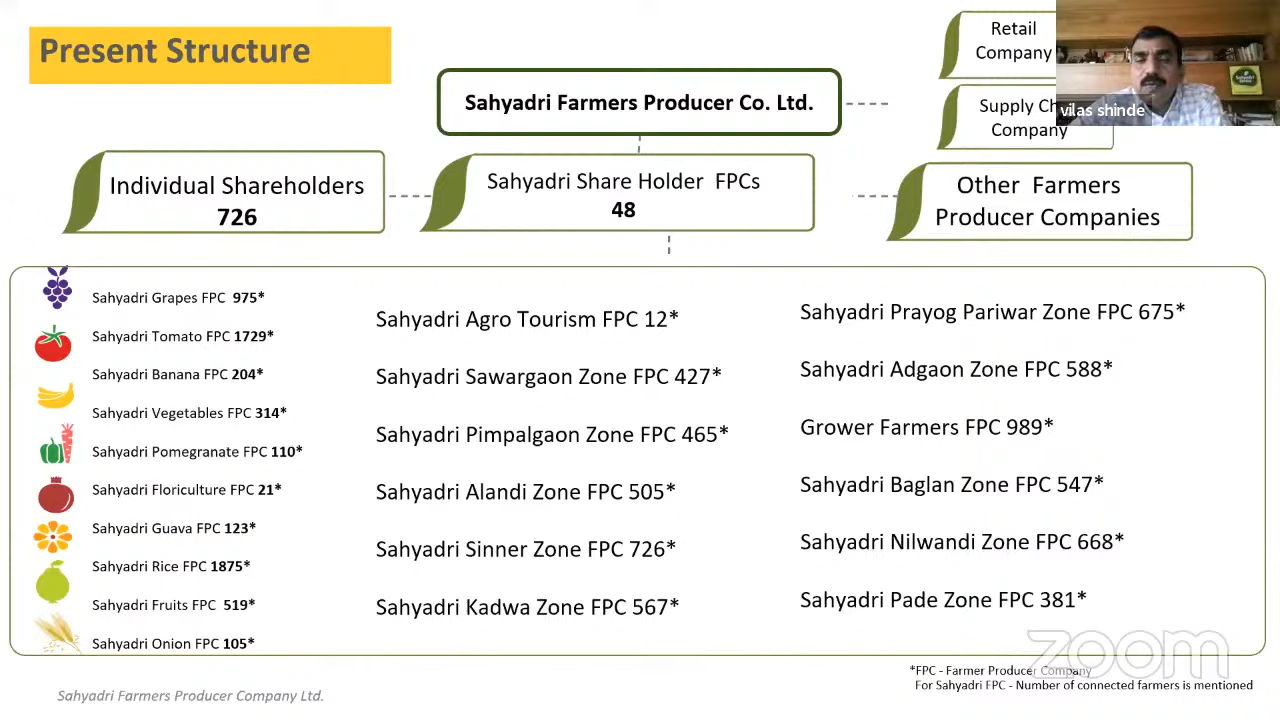 Present Structure
Retail
Company
Sahyadri Farmers Producer Co. Ltd.
Supply
Company
vilas shinde
Individual Shareholders
726
Sahyadri Share Holder FPCs
48
Other Farmers
Producer Companies
Sahyadri Grapes FPC 975*
Sahyadri Tomato FPC 1729*
Sahyadri Banana FPC 204*
Sahyadri Vegetables FPC 314*
Sahyadri Pomegranate FPC 110*
Sahyadri Floriculture FPC 21*
Sahyadri Guava FPC 123*
Sahyadri Rice FPC 1875*
Sahyadri Fruits FPC 519*
Sahyadri Onion FPC 105*
Sahyadri Agro Tourism FPC 12*
Sahyadri Sawargaon Zone FPC 427*
Sahyadri Pimpalgaon Zone FPC 465*
Sahyadri Alandi Zone FPC 505*
Sahyadri Sinner Zone FPC 726*
Sahyadri Kadwa Zone FPC 567*
Sahyadri Prayog Pariwar Zone FPC 675*
Sahyadri Adgaon Zone FPC 588*
Grower Farmers FPC 989*
Sahyadri Baglan Zone FPC 547*
Sahyadri Nilwandi Zone FPC 668*
Sahyadri Pade Zone FPC 381*
zoom
*FPC - Farmer Producer Company
For Sahyadri FPC - Number of connected farmers is mentioned
Sahyadri Farmers Producer Company Ltd.